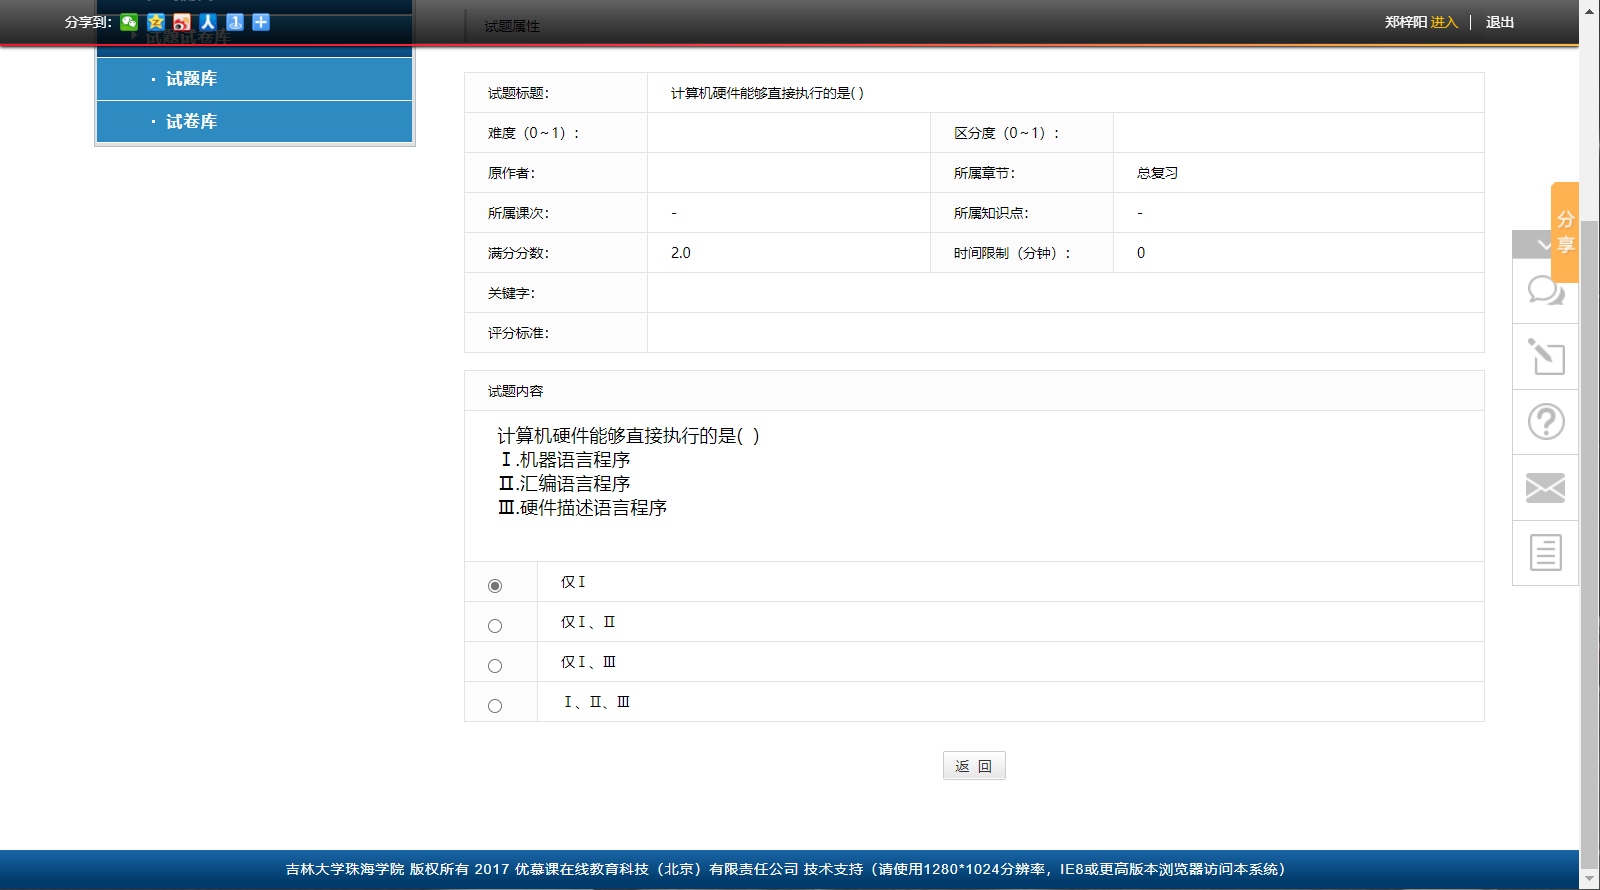 分享到：
郑梓阳 进入 | 退出
试题试卷库
· 试题库
· 试卷库
试题属性
试题标题： 计算机硬件能够直接执行的是( )
难度（0～1）： 区分度（0～1）：
原作者： 所属章节： 总复习
所属课次： - 所属知识点： -
满分分数： 2.0 时间限制（分钟）： 0
关键字：
评分标准：
试题内容
计算机硬件能够直接执行的是( )
Ⅰ.机器语言程序
Ⅱ.汇编语言程序
Ⅲ.硬件描述语言程序
仅Ⅰ
仅Ⅰ、Ⅱ
仅Ⅰ、Ⅲ
Ⅰ、Ⅱ、Ⅲ
返 回
分享
吉林大学珠海学院 版权所有 2017 优慕课在线教育科技（北京）有限责任公司 技术支持（请使用1280*1024分辨率，IE8或更高版本浏览器访问本系统）